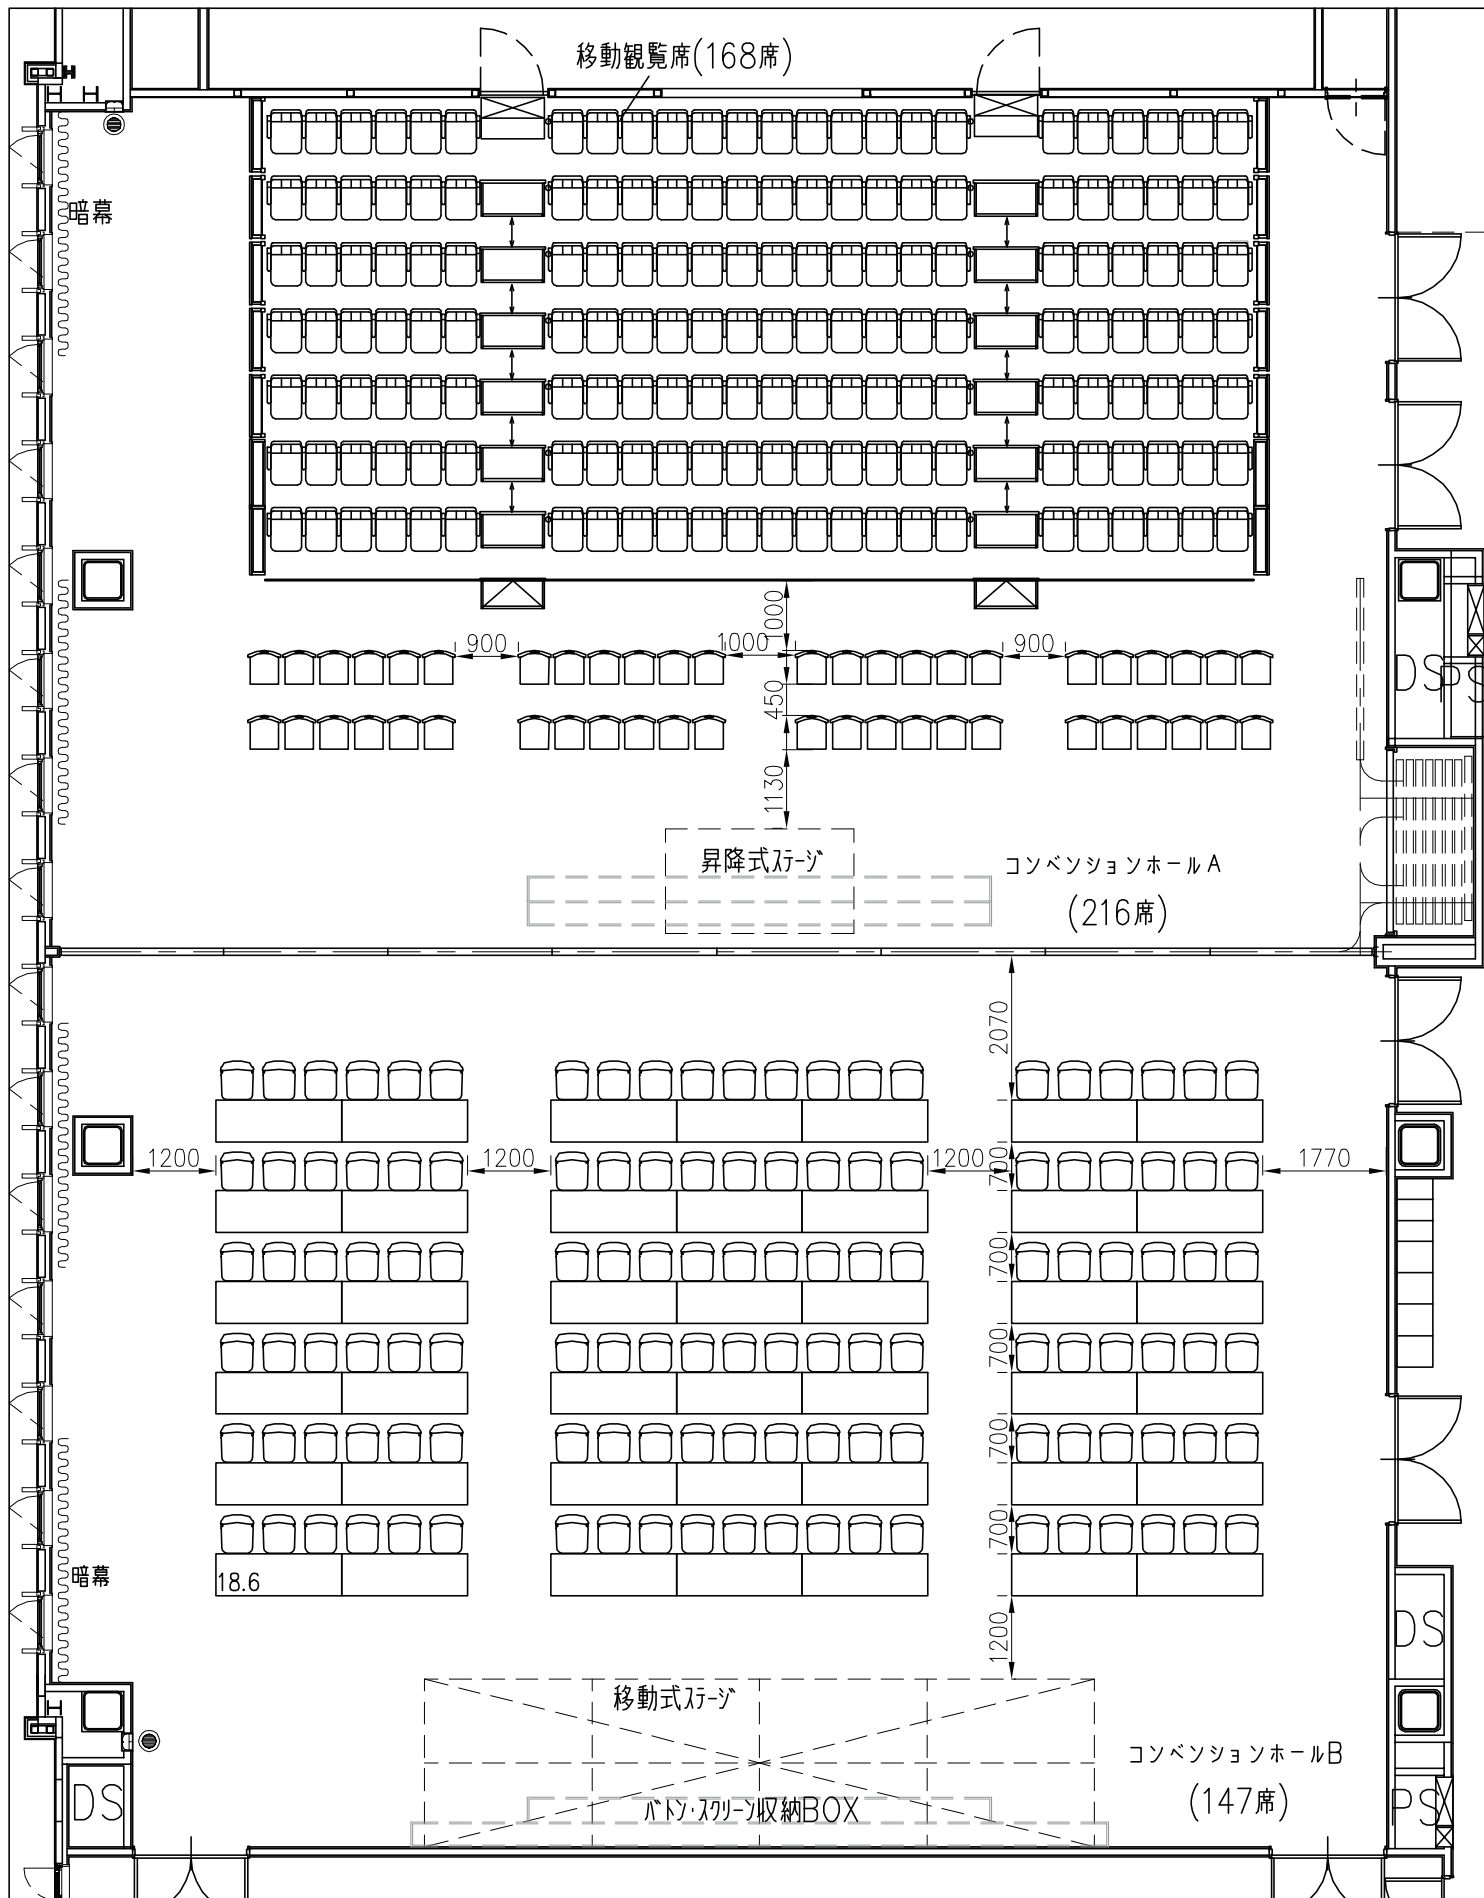 移動観覧席(168席)
暗幕
1000
900
1000
900
450
DS
PS
1130
昇降式ステージ
コンベンションホールA
(216席)
2070
1200
1200
1200
700
1770
700
700
700
700
暗幕
18.6
1200
DS
移動式ステージ
コンベンションホールB
(147席)
バトン・スクリーン収納BOX
DS
PS